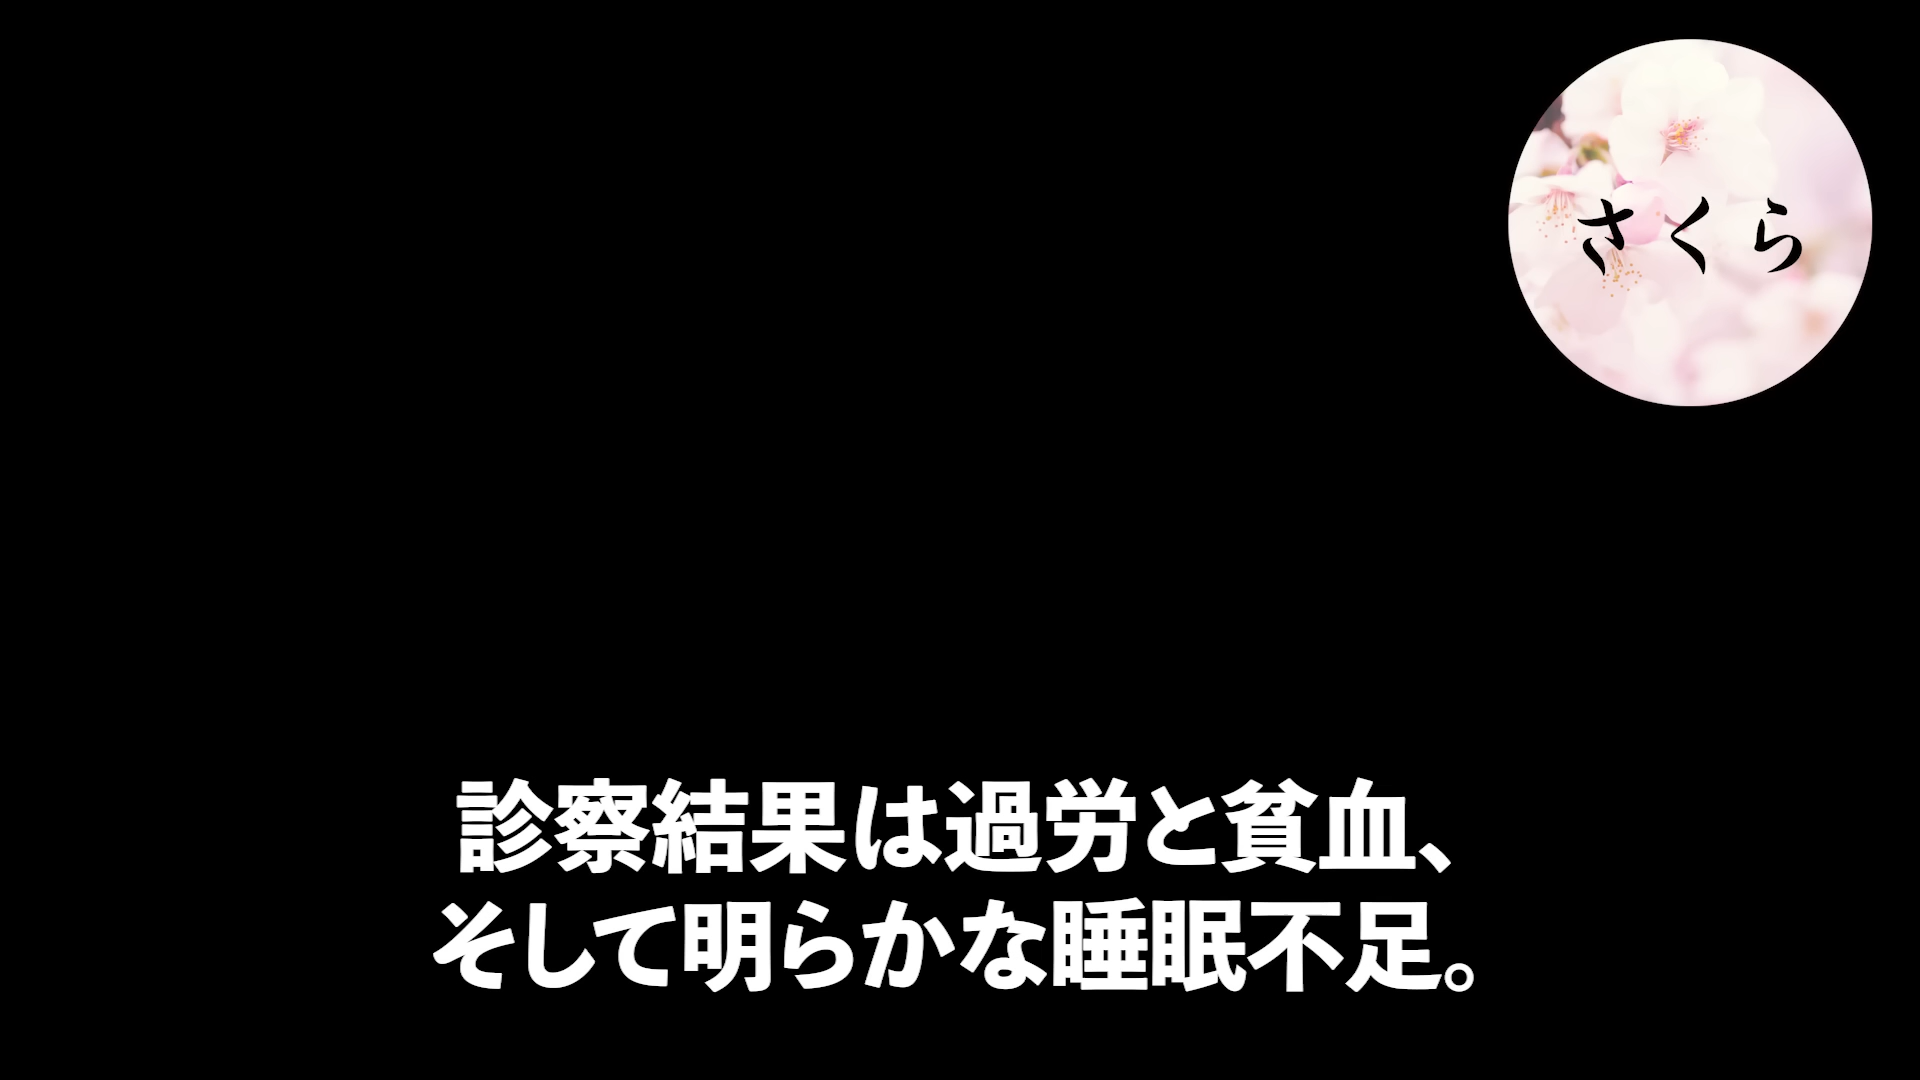 さくら
診察結果は過労と貧血、
そして明らかな睡眠不足。